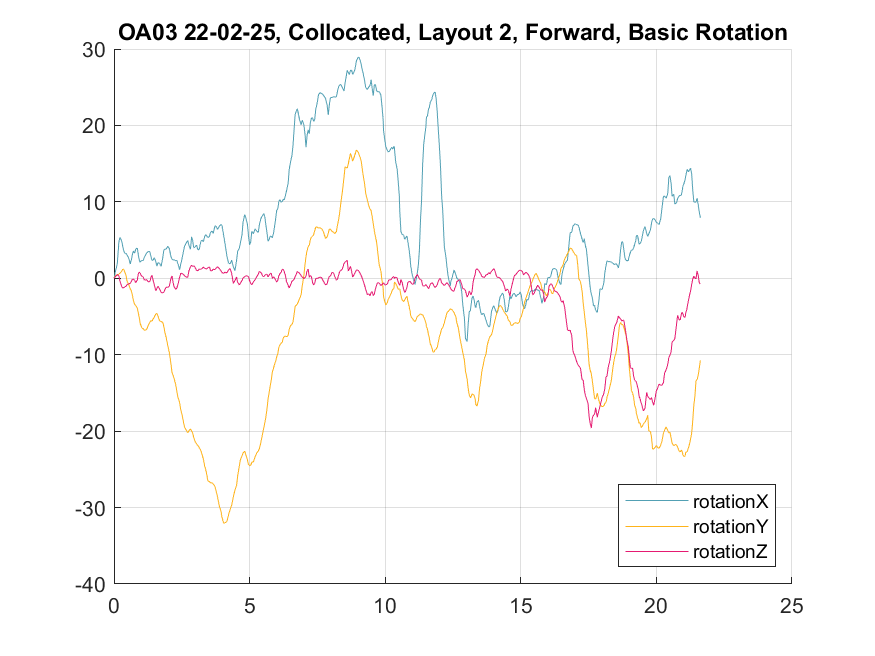 OA03 22-02-25, Collocated, Layout 2, Forward, Basic Rotation
30
20
10
0
-10
-20
-30
-40
rotationX
rotationY
rotationZ
0 5 10 15 20 25